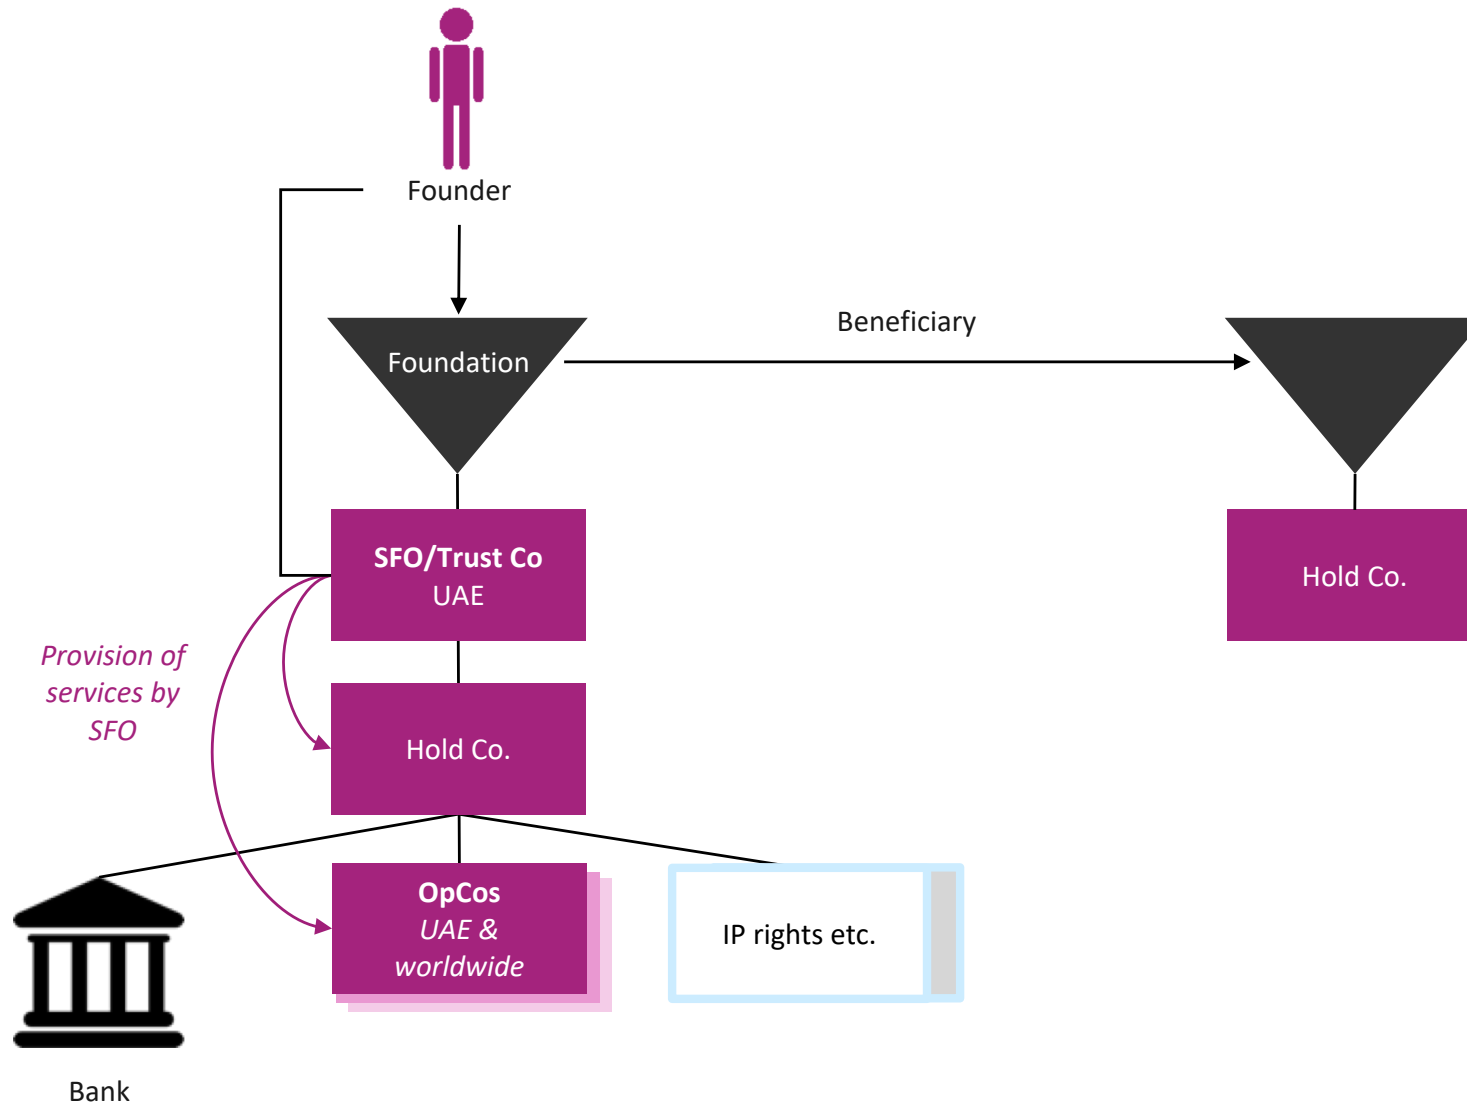 Founder
Beneficiary
Foundation
SFO/Trust Co
UAE
Hold Co.
Provision of
services by
SFO
Hold Co.
OpCos
UAE &
worldwide
IP rights etc.
Bank